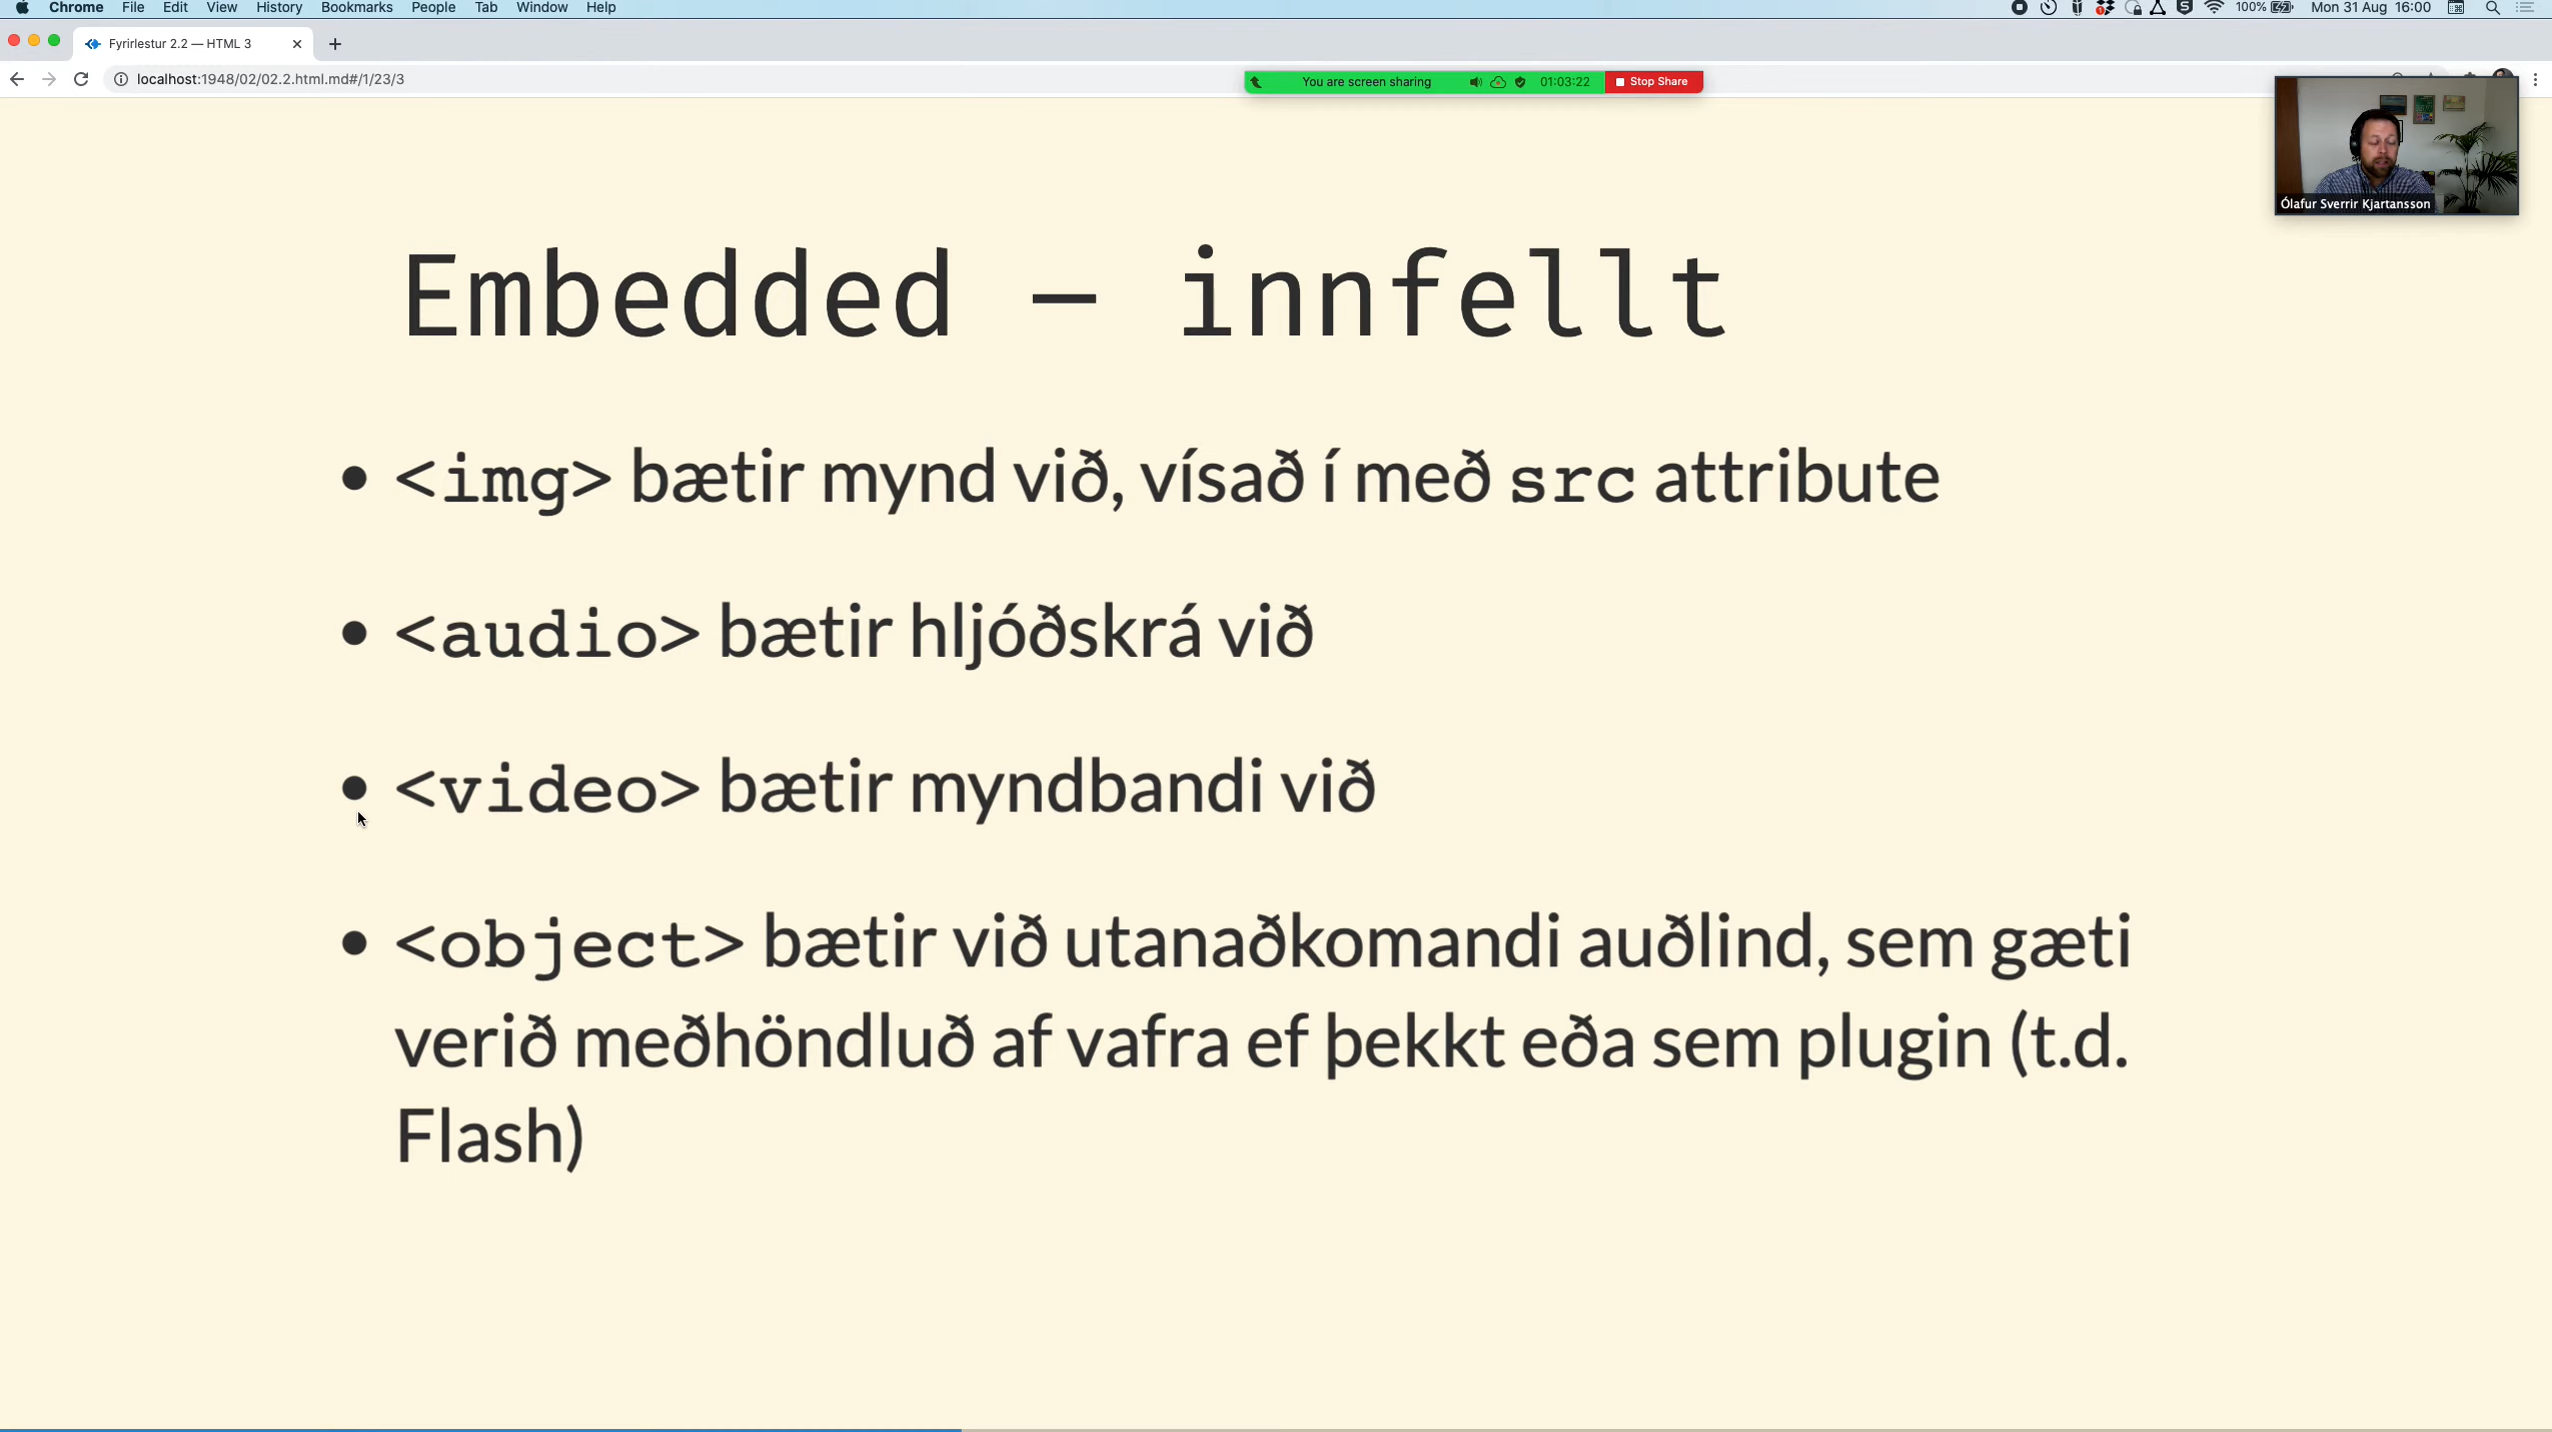 Chrome File Edit View History Bookmarks People Tab Window Help 100% Mon 31 Aug 16:00
Fyrirlestur 2.2 — HTML 3
localhost:1948/02/02.2.html.md#/1/23/3
You are screen sharing 01:03:22 Stop Share
Ólafur Sverrir Kjartansson
Embedded — innfellt
• <img> bætir mynd við, vísað í með src attribute
• <audio> bætir hljóðskrá við
• <video> bætir myndbandi við
• <object> bætir við utanaðkomandi auðlind, sem gæti
verið meðhöndluð af vafra ef þekkt eða sem plugin (t.d.
Flash)